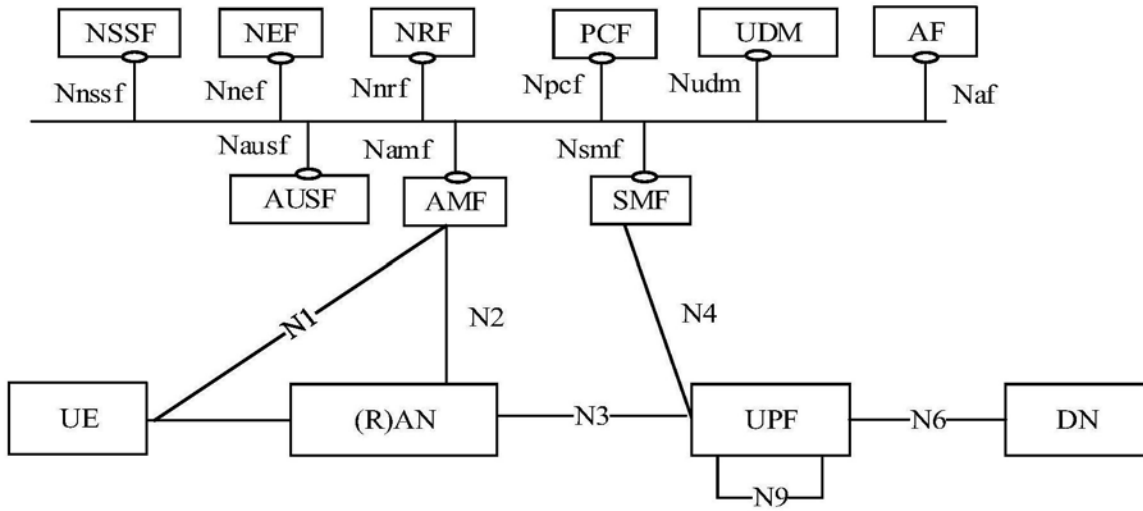 NSSF NEF NRF PCF UDM AF
Nnssf Nnef Nnrf Npcf Nudm Naf
Nausf Namf Nsmf
AUSF AMF SMF
N1 N2 N4
UE (R)AN N3 UPF N6 DN
N9